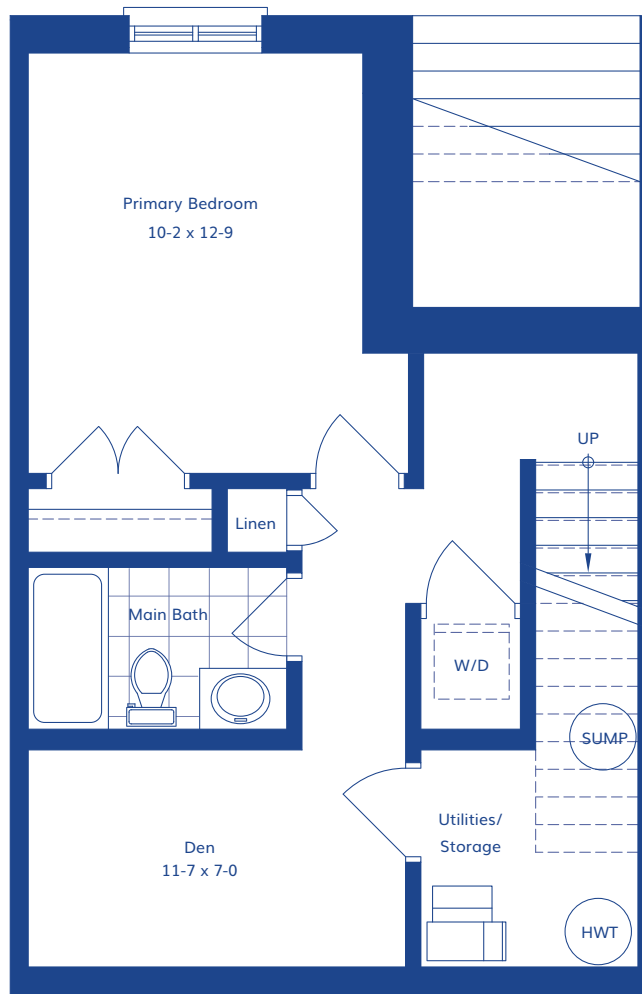 Primary Bedroom
10-2 x 12-9
UP
Linen
Main Bath
W/D
SUMP
Utilities/
Storage
Den
11-7 x 7-0
HWT